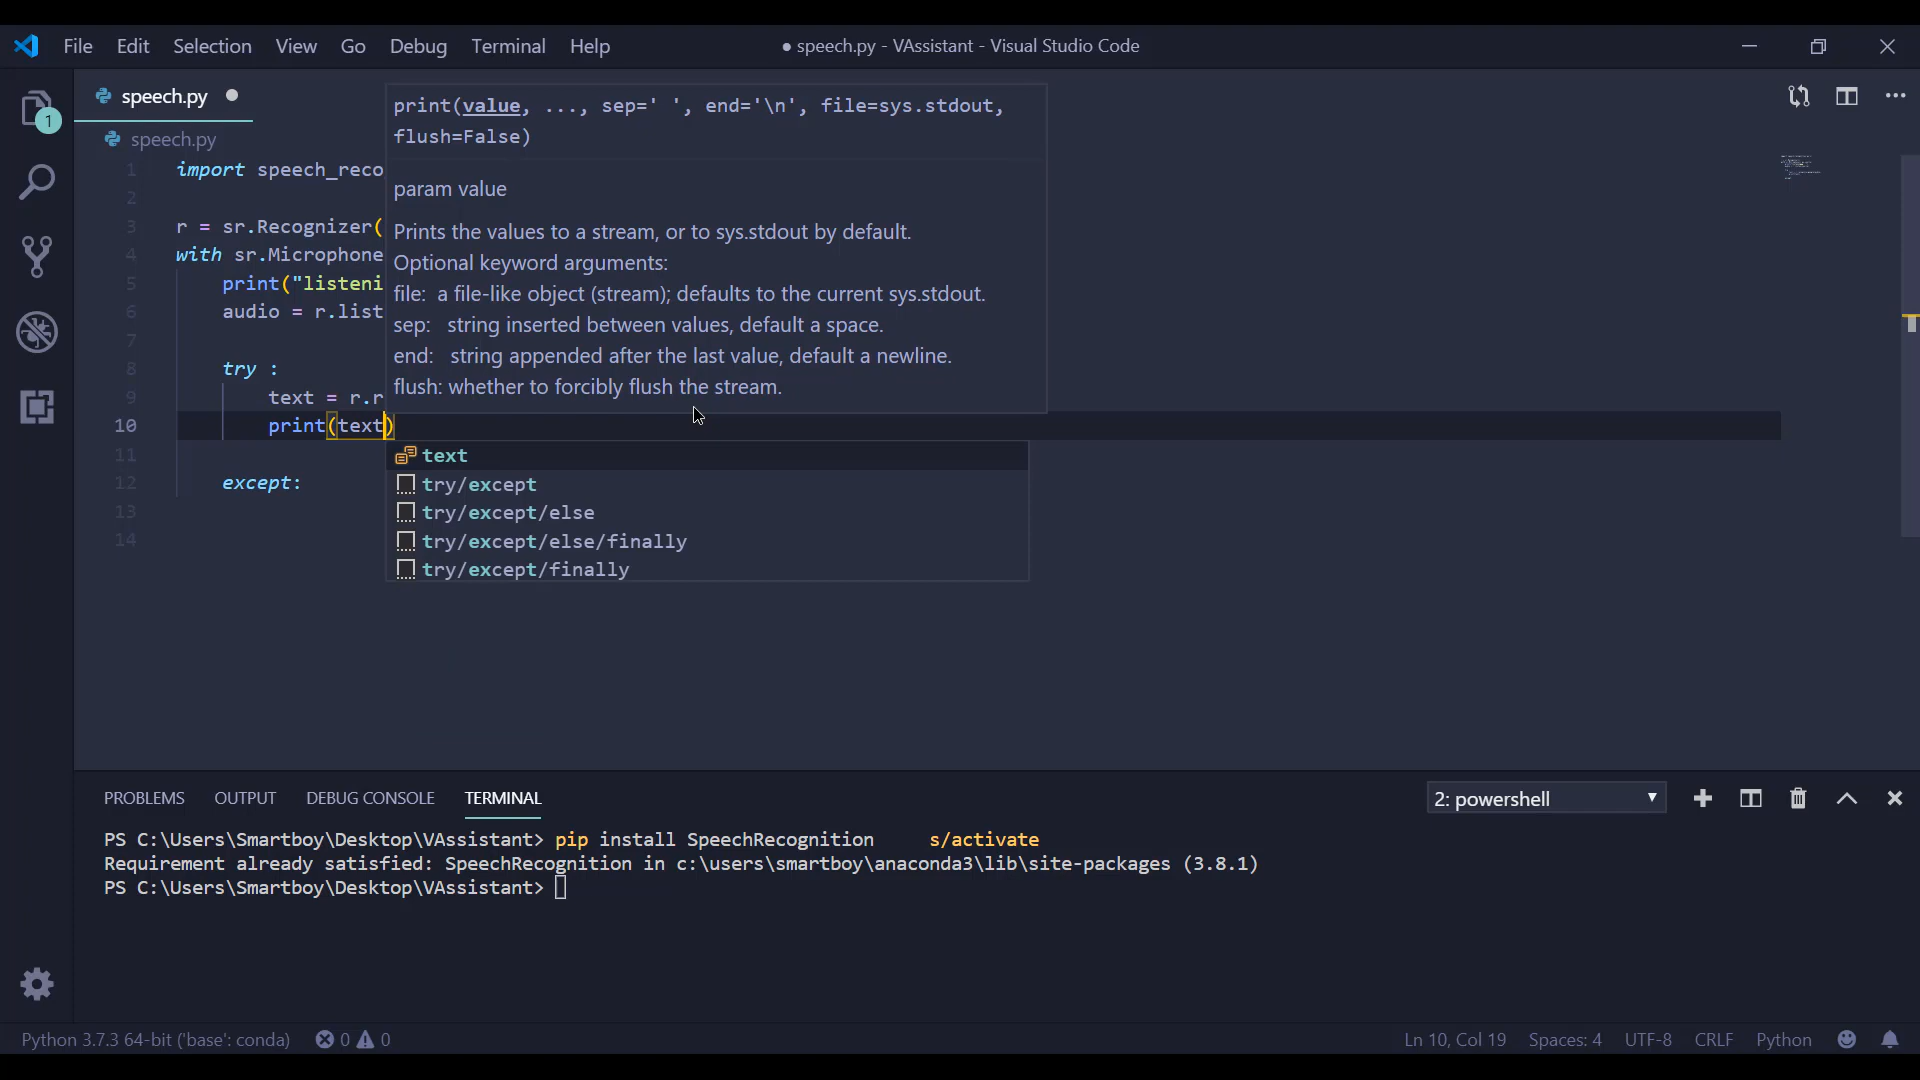 File Edit Selection View Go Debug Terminal Help
● speech.py - VAssistant - Visual Studio Code
1
speech.py ●
speech.py
print(value, ..., sep=' ', end='\n', file=sys.stdout,
flush=False)
param value
Prints the values to a stream, or to sys.stdout by default.
Optional keyword arguments:
file: a file-like object (stream); defaults to the current sys.stdout.
sep: string inserted between values, default a space.
end: string appended after the last value, default a newline.
flush: whether to forcibly flush the stream.
1 import speech_reco
2
3 r = sr.Recognizer(
4 with sr.Microphone
5 print("listeni
6 audio = r.list
7
8 try :
9 text = r.r
10 print(text)
11
12 except:
13
14
text
try/except
try/except/else
try/except/else/finally
try/except/finally
PROBLEMS OUTPUT DEBUG CONSOLE TERMINAL
2: powershell
PS C:\Users\Smartboy\Desktop\VAssistant> pip install SpeechRecognition s/activate
Requirement already satisfied: SpeechRecognition in c:\users\smartboy\anaconda3\lib\site-packages (3.8.1)
PS C:\Users\Smartboy\Desktop\VAssistant>
Python 3.7.3 64-bit ('base': conda) 0 0
Ln 10, Col 19 Spaces: 4 UTF-8 CRLF Python